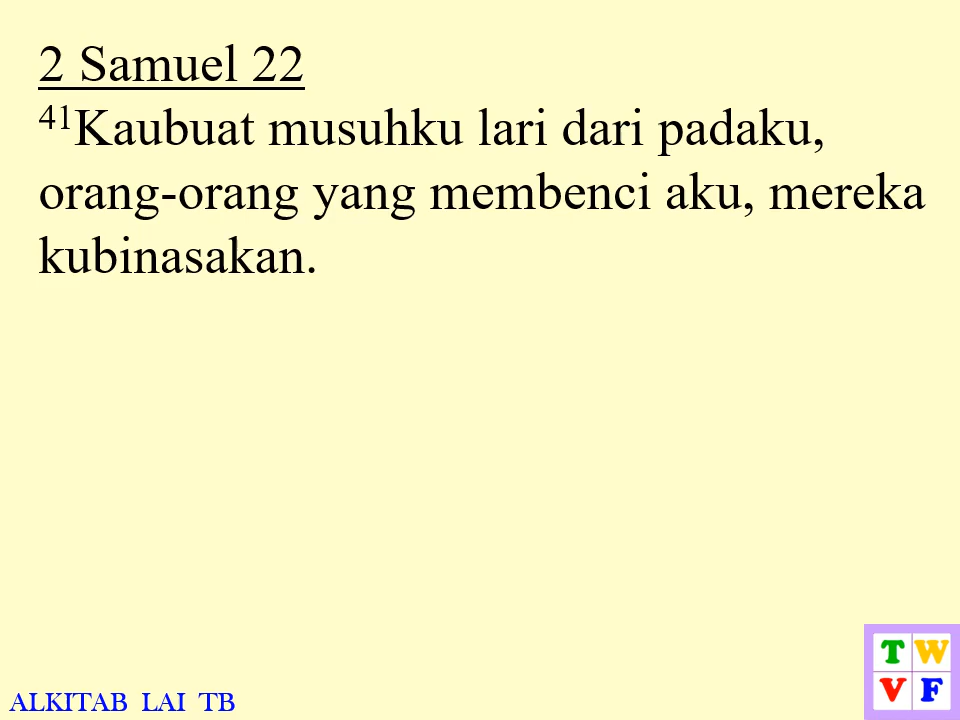 2 Samuel 22
41Kaubuat musuhku lari dari padaku,
orang-orang yang membenci aku, mereka
kubinasakan.
T W
V F
ALKITAB LAI TB